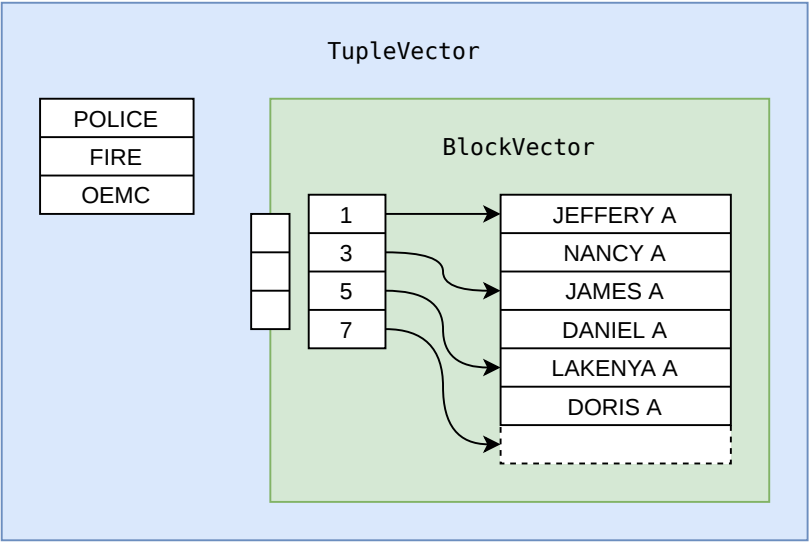 TupleVector
POLICE
FIRE
OEMC
BlockVector
1
3
5
7
JEFFERY A
NANCY A
JAMES A
DANIEL A
LAKENYA A
DORIS A